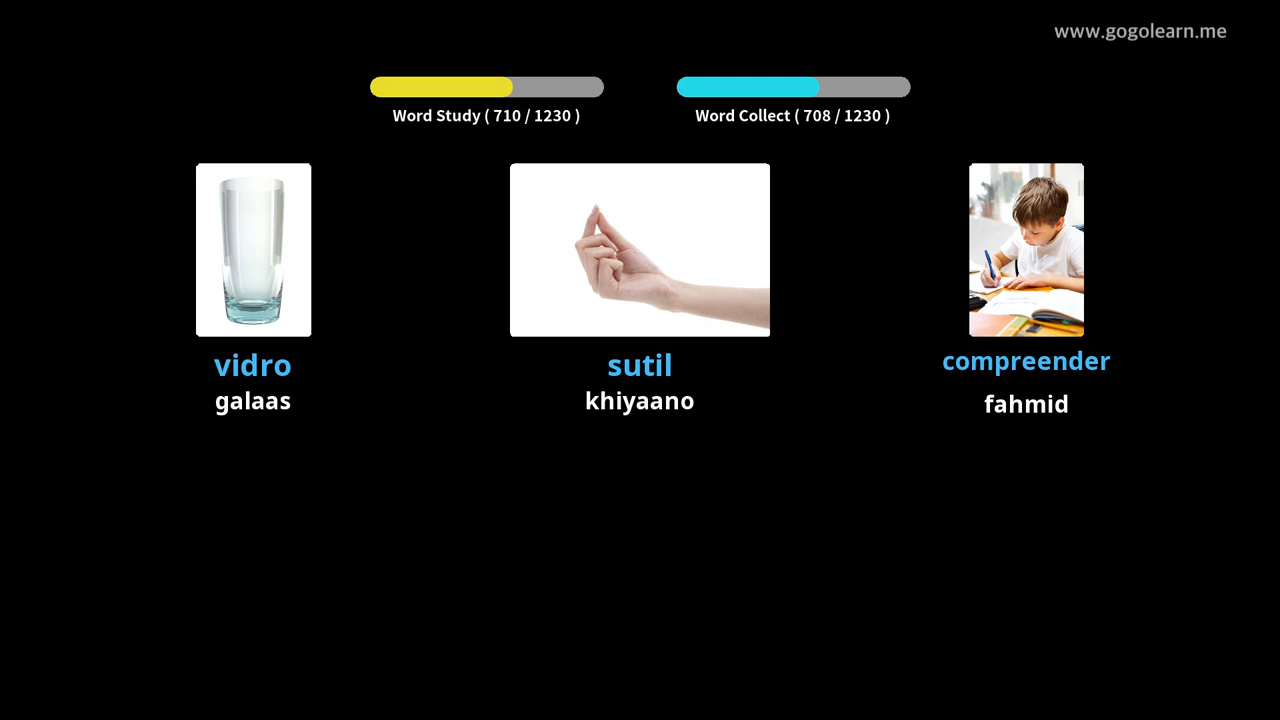 www.gogolearn.me
Word Study ( 710 / 1230 )
Word Collect ( 708 / 1230 )
vidro
galaas
sutil
khiyaano
compreender
fahmid